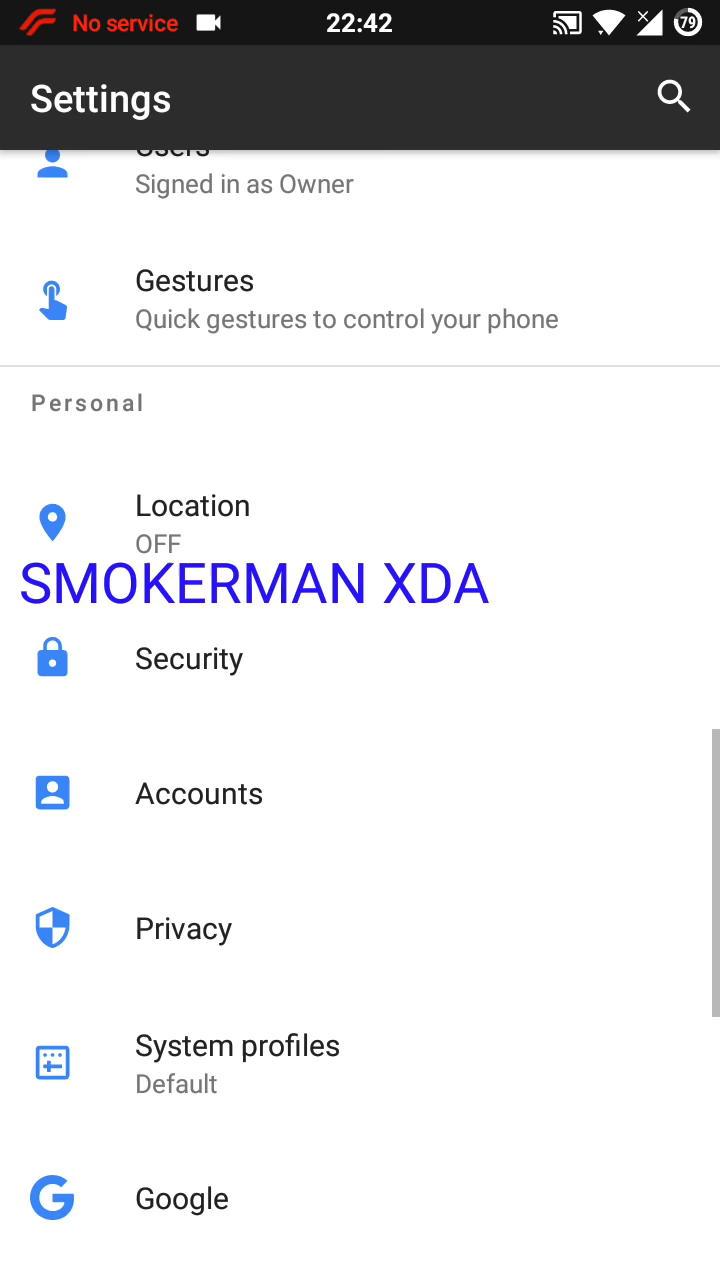 No service
22:42
79
Settings
Users
Signed in as Owner
Gestures
Quick gestures to control your phone
Personal
Location
OFF
SMOKERMAN XDA
Security
Accounts
Privacy
System profiles
Default
Google